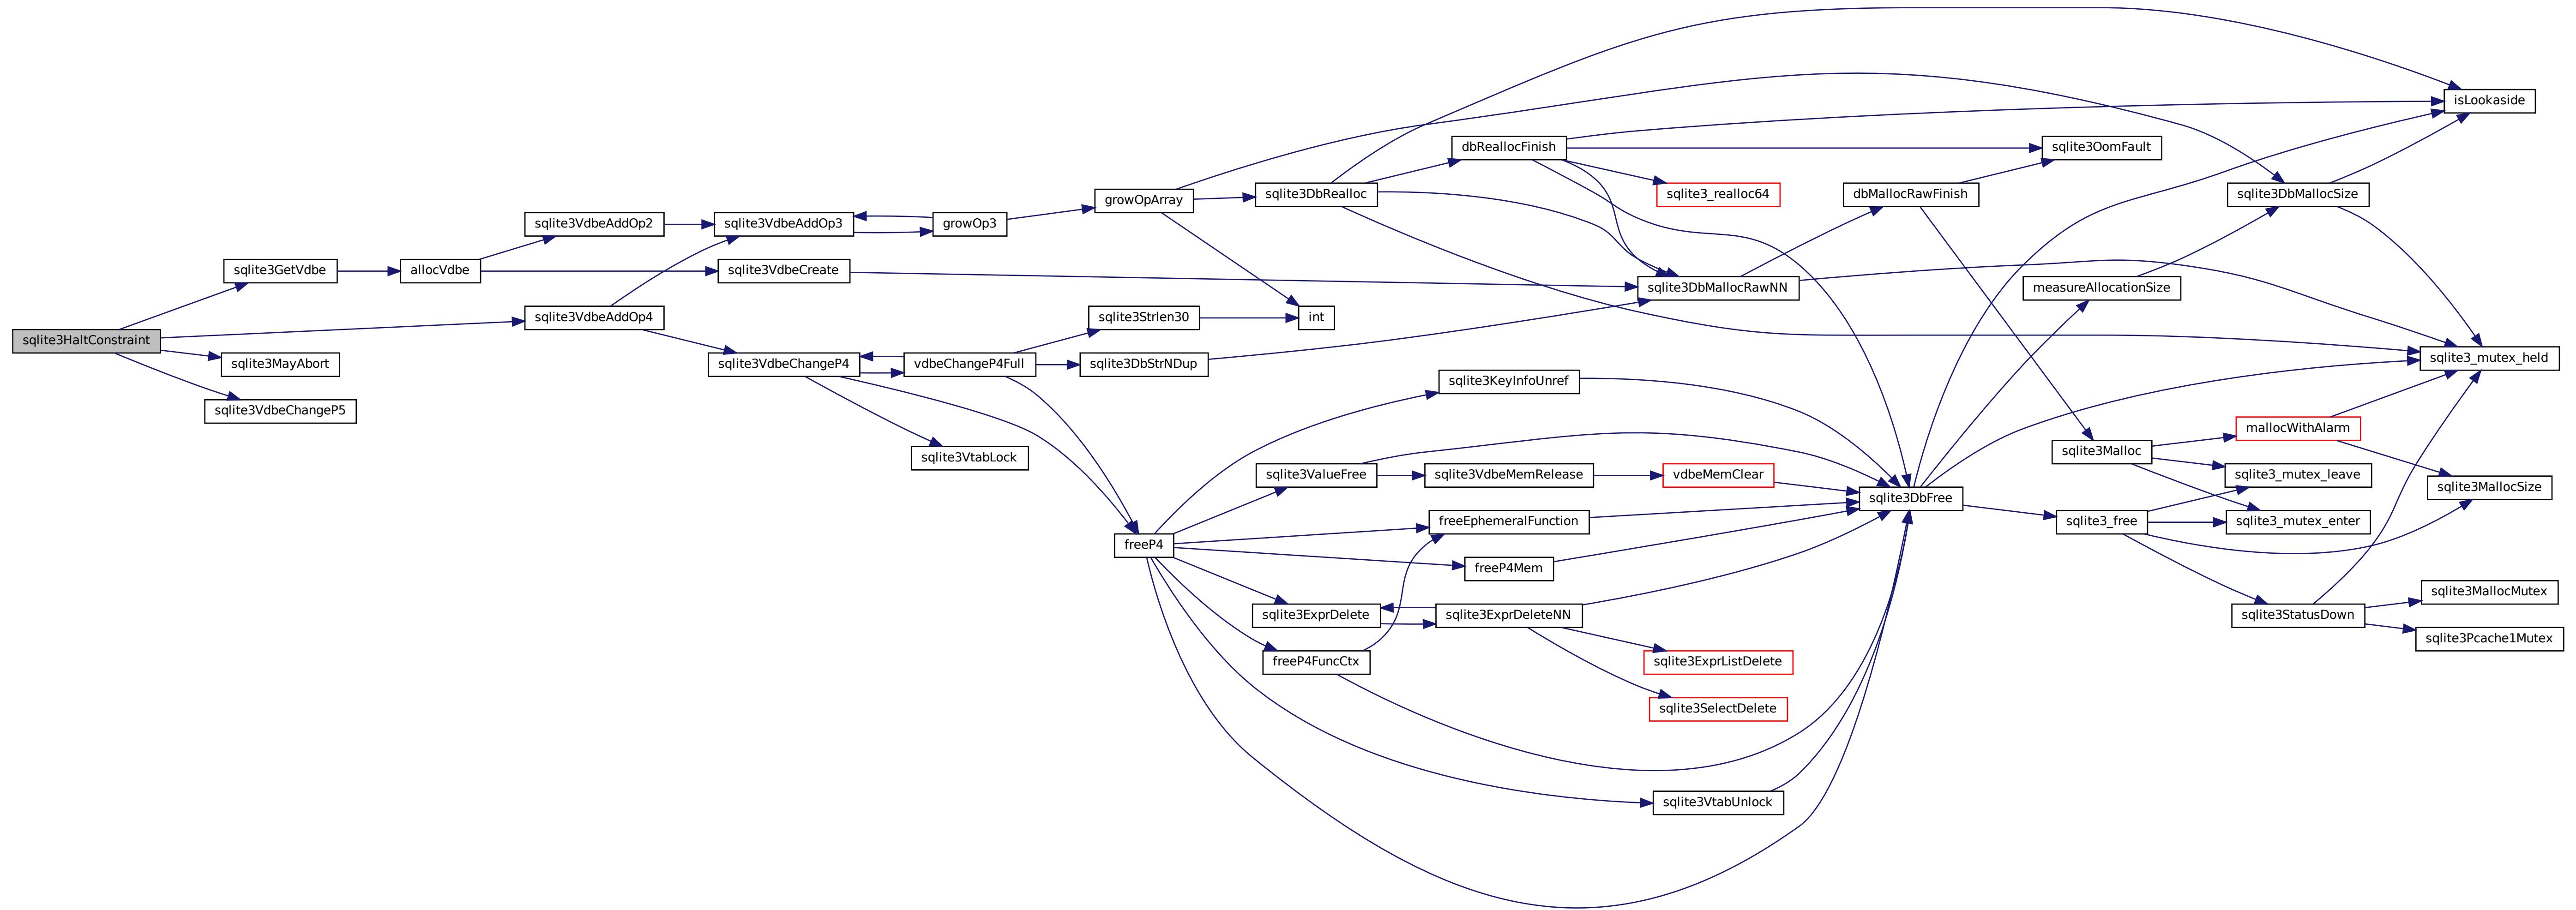 sqlite3HaltConstraint
sqlite3GetVdbe
sqlite3MayAbort
sqlite3VdbeChangeP5
allocVdbe
sqlite3VdbeAddOp2
sqlite3VdbeAddOp4
sqlite3VdbeAddOp3
sqlite3VdbeCreate
sqlite3VdbeChangeP4
growOp3
vdbeChangeP4Full
sqlite3VtabLock
growOpArray
sqlite3Strlen30
sqlite3DbStrNDup
freeP4
sqlite3DbRealloc
int
sqlite3ValueFree
sqlite3ExprDelete
freeP4FuncCtx
dbReallocFinish
sqlite3KeyInfoUnref
sqlite3VdbeMemRelease
freeEphemeralFunction
freeP4Mem
sqlite3ExprDeleteNN
sqlite3_realloc64
sqlite3DbMallocRawNN
vdbeMemClear
sqlite3ExprListDelete
sqlite3SelectDelete
sqlite3VtabUnlock
dbMallocRawFinish
sqlite3DbFree
sqlite3OomFault
measureAllocationSize
sqlite3Malloc
sqlite3_free
sqlite3DbMallocSize
mallocWithAlarm
sqlite3_mutex_leave
sqlite3_mutex_enter
sqlite3StatusDown
isLookaside
sqlite3_mutex_held
sqlite3MallocSize
sqlite3MallocMutex
sqlite3Pcache1Mutex